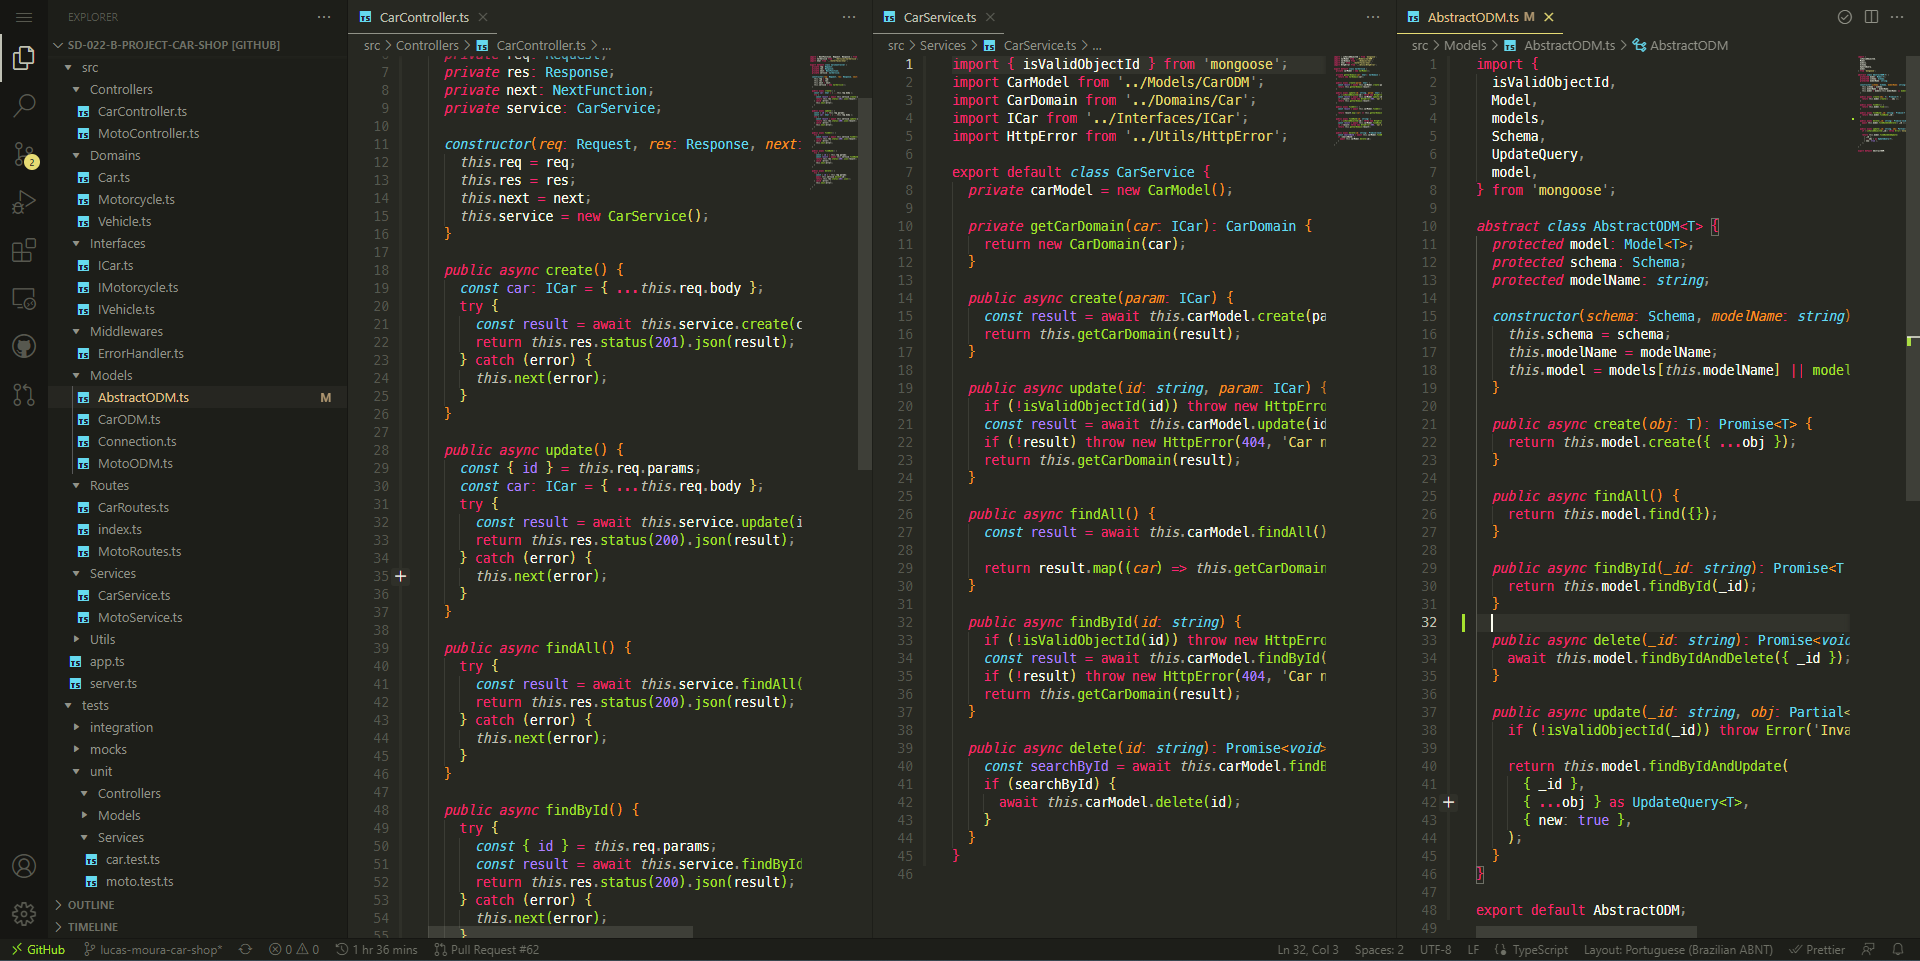 EXPLORER
SD-022-B-PROJECT-CAR-SHOP [GITHUB]
src
Controllers
CarController.ts
MotoController.ts
Domains
Car.ts
Motorcycle.ts
Vehicle.ts
Interfaces
ICar.ts
IMotorcycle.ts
IVehicle.ts
Middlewares
ErrorHandler.ts
Models
AbstractODM.ts M
CarODM.ts
Connection.ts
MotoODM.ts
Routes
CarRoutes.ts
index.ts
MotoRoutes.ts
Services
CarService.ts
MotoService.ts
Utils
app.ts
server.ts
tests
integration
mocks
unit
Controllers
Models
Services
car.test.ts
moto.test.ts
OUTLINE
TIMELINE
2
CarController.ts
src > Controllers > CarController.ts > ...
6 private req: Request;
7 private res: Response;
8 private next: NextFunction;
9 private service: CarService;
10
11 constructor(req: Request, res: Response, next:
12 this.req = req;
13 this.res = res;
14 this.next = next;
15 this.service = new CarService();
16 }
17
18 public async create() {
19 const car: ICar = { ...this.req.body };
20 try {
21 const result = await this.service.create(c
22 return this.res.status(201).json(result);
23 } catch (error) {
24 this.next(error);
25 }
26 }
27
28 public async update() {
29 const { id } = this.req.params;
30 const car: ICar = { ...this.req.body };
31 try {
32 const result = await this.service.update(i
33 return this.res.status(200).json(result);
34 } catch (error) {
35 this.next(error);
36 }
37 }
38
39 public async findAll() {
40 try {
41 const result = await this.service.findAll(
42 return this.res.status(200).json(result);
43 } catch (error) {
44 this.next(error);
45 }
46 }
47
48 public async findById() {
49 try {
50 const { id } = this.req.params;
51 const result = await this.service.findById
52 return this.res.status(200).json(result);
53 } catch (error) {
54 this.next(error);
55 }
CarService.ts
src > Services > CarService.ts > ...
1 import { isValidObjectId } from 'mongoose';
2 import CarModel from '../Models/CarODM';
3 import CarDomain from '../Domains/Car';
4 import ICar from '../Interfaces/ICar';
5 import HttpError from '../Utils/HttpError';
6
7 export default class CarService {
8 private carModel = new CarModel();
9
10 private getCarDomain(car: ICar): CarDomain {
11 return new CarDomain(car);
12 }
13
14 public async create(param: ICar) {
15 const result = await this.carModel.create(pa
16 return this.getCarDomain(result);
17 }
18
19 public async update(id: string, param: ICar) {
20 if (!isValidObjectId(id)) throw new HttpErro
21 const result = await this.carModel.update(id
22 if (!result) throw new HttpError(404, 'Car n
23 return this.getCarDomain(result);
24 }
25
26 public async findAll() {
27 const result = await this.carModel.findAll()
28
29 return result.map((car) => this.getCarDomain
30 }
31
32 public async findById(id: string) {
33 if (!isValidObjectId(id)) throw new HttpErro
34 const result = await this.carModel.findById(
35 if (!result) throw new HttpError(404, 'Car n
36 return this.getCarDomain(result);
37 }
38
39 public async delete(id: string): Promise<void>
40 const searchById = await this.carModel.findB
41 if (searchById) {
42 await this.carModel.delete(id);
43 }
44 }
45 }
46
AbstractODM.ts M
src > Models > AbstractODM.ts > AbstractODM
1 import {
2 isValidObjectId,
3 Model,
4 models,
5 Schema,
6 UpdateQuery,
7 model,
8 } from 'mongoose';
9
10 abstract class AbstractODM<T> {
11 protected model: Model<T>;
12 protected schema: Schema;
13 protected modelName: string;
14
15 constructor(schema: Schema, modelName: string)
16 this.schema = schema;
17 this.modelName = modelName;
18 this.model = models[this.modelName] || model
19 }
20
21 public async create(obj: T): Promise<T> {
22 return this.model.create({ ...obj });
23 }
24
25 public async findAll() {
26 return this.model.find({});
27 }
28
29 public async findById(_id: string): Promise<T
30 return this.model.findById(_id);
31 }
32
33 public async delete(_id: string): Promise<void
34 await this.model.findByIdAndDelete({ _id });
35 }
36
37 public async update(_id: string, obj: Partial<
38 if (!isValidObjectId(_id)) throw Error('Inva
39
40 return this.model.findByIdAndUpdate(
41 { _id },
42 { ...obj } as UpdateQuery<T>,
43 { new: true },
44 );
45 }
46 }
47
48 export default AbstractODM;
49
GitHub lucas-moura-car-shop* 0 0 1 hr 36 mins Pull Request #62 Ln 32, Col 3 Spaces: 2 UTF-8 LF {} TypeScript Layout: Portuguese (Brazilian ABNT) Prettier